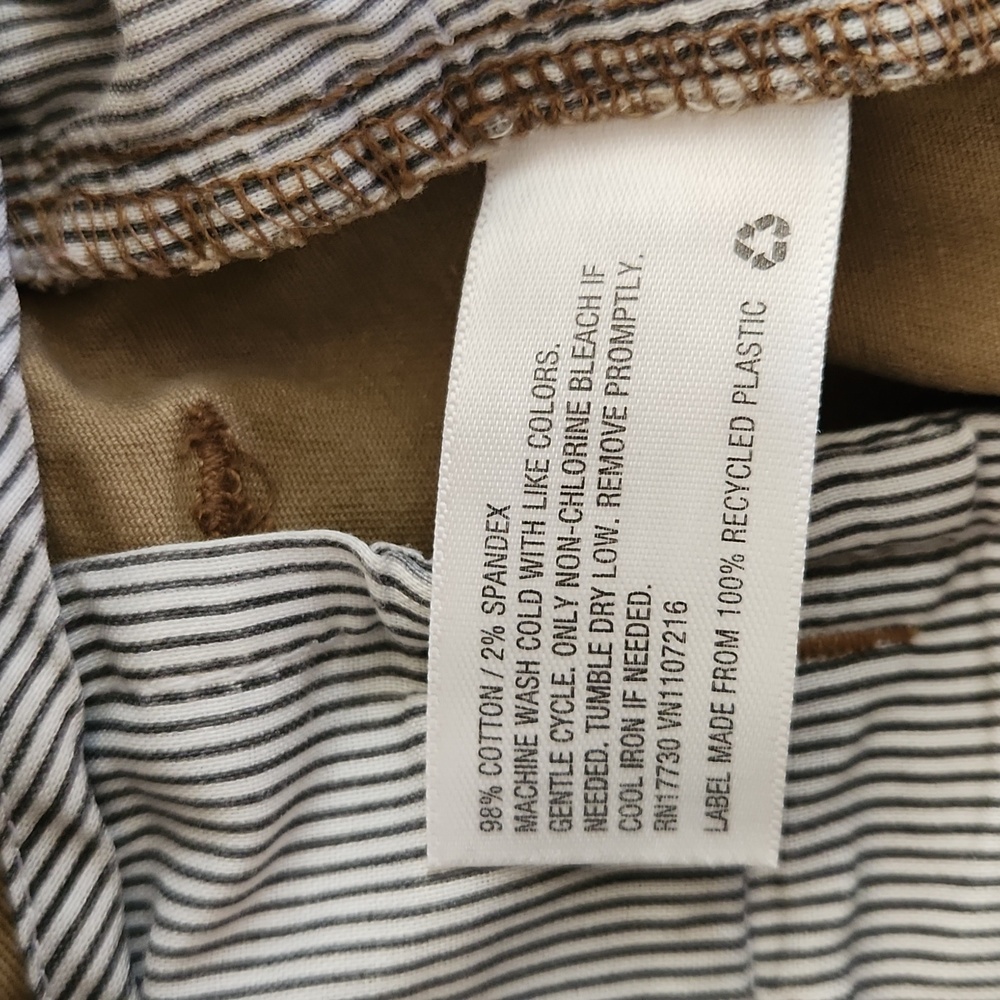 98% COTTON / 2% SPANDEX
MACHINE WASH COLD WITH LIKE COLORS.
GENTLE CYCLE. ONLY NON-CHLORINE BLEACH IF
NEEDED. TUMBLE DRY LOW. REMOVE PROMPTLY.
COOL IRON IF NEEDED.
RN17730 VN1107216
LABEL MADE FROM 100% RECYCLED PLASTIC